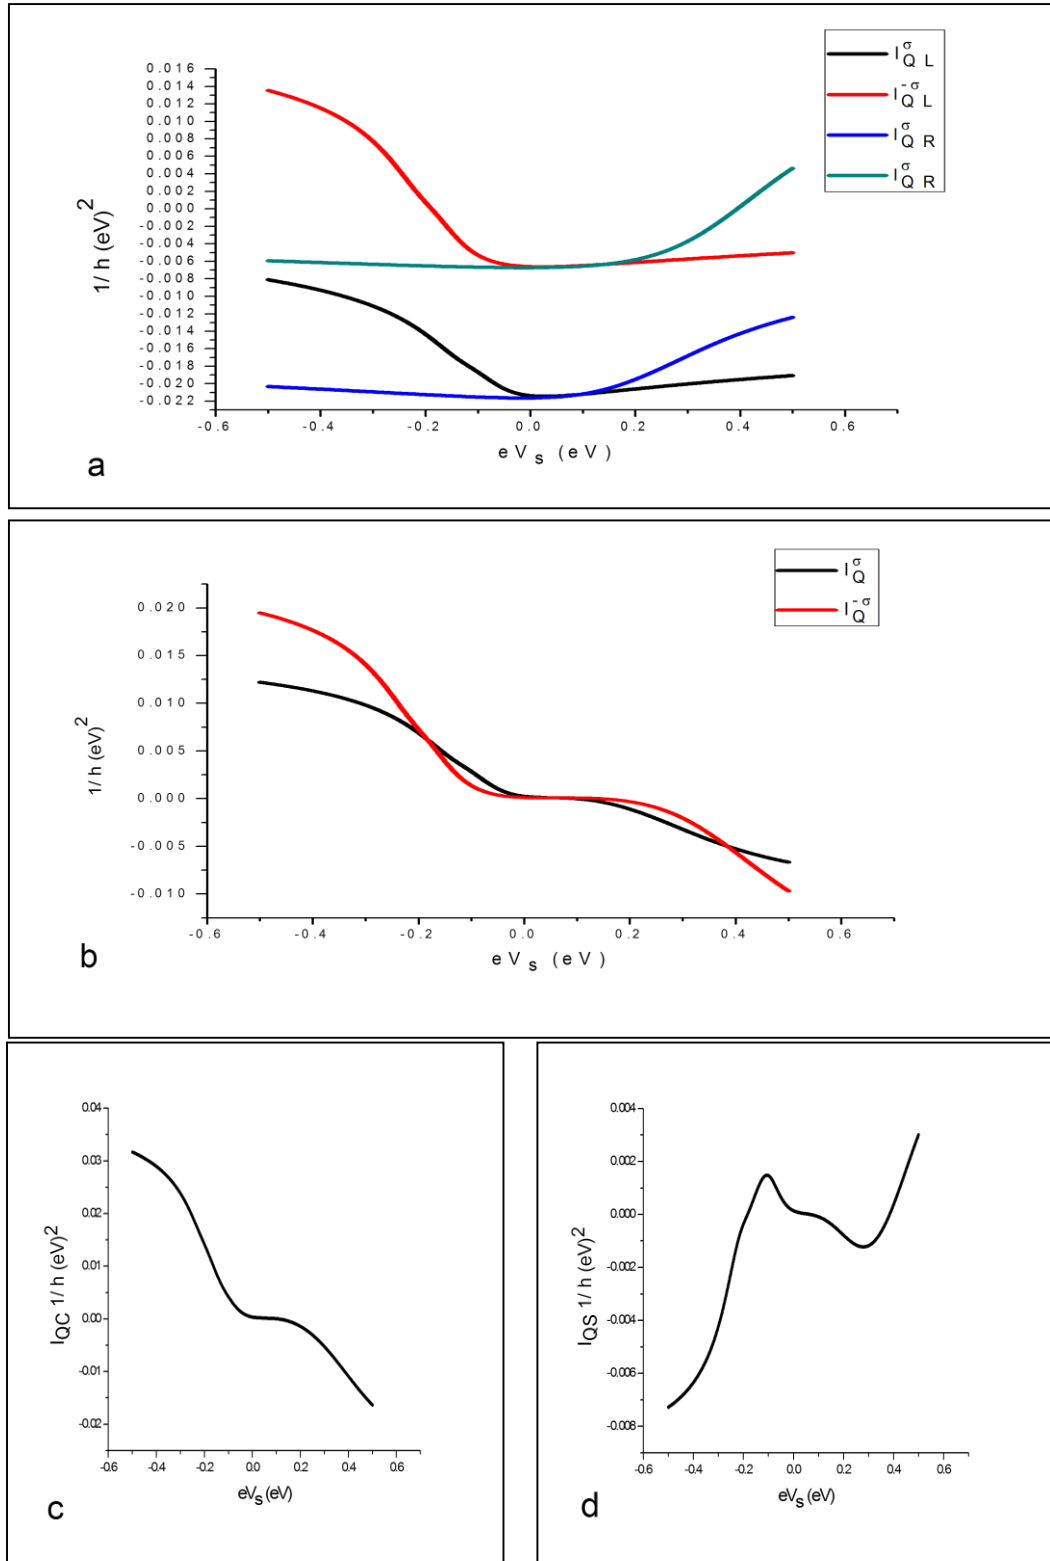 I_Q L^σ
I_Q L^-σ
I_Q R^σ
I_Q R^σ
0.016
0.014
0.012
0.010
0.008
0.006
0.004
0.002
0.000
-0.002
-0.004
-0.006
-0.008
-0.010
-0.012
-0.014
-0.016
-0.018
-0.020
-0.022
1/h (eV)^2
-0.6 -0.4 -0.2 0.0 0.2 0.4 0.6
eV_s (eV)
a
I_Q^σ
I_Q^-σ
0.020
0.015
0.010
0.005
0.000
-0.005
-0.010
1/h (eV)^2
-0.6 -0.4 -0.2 0.0 0.2 0.4 0.6
eV_s (eV)
b
0.04
0.03
0.02
0.01
0.00
-0.01
-0.02
I_QC 1/h (eV)^2
-0.6 -0.4 -0.2 0.0 0.2 0.4 0.6
eV_s (eV)
c
0.004
0.002
0.000
-0.002
-0.004
-0.006
-0.008
I_QS 1/h (eV)^2
-0.6 -0.4 -0.2 0.0 0.2 0.4 0.6
eV_s (eV)
d